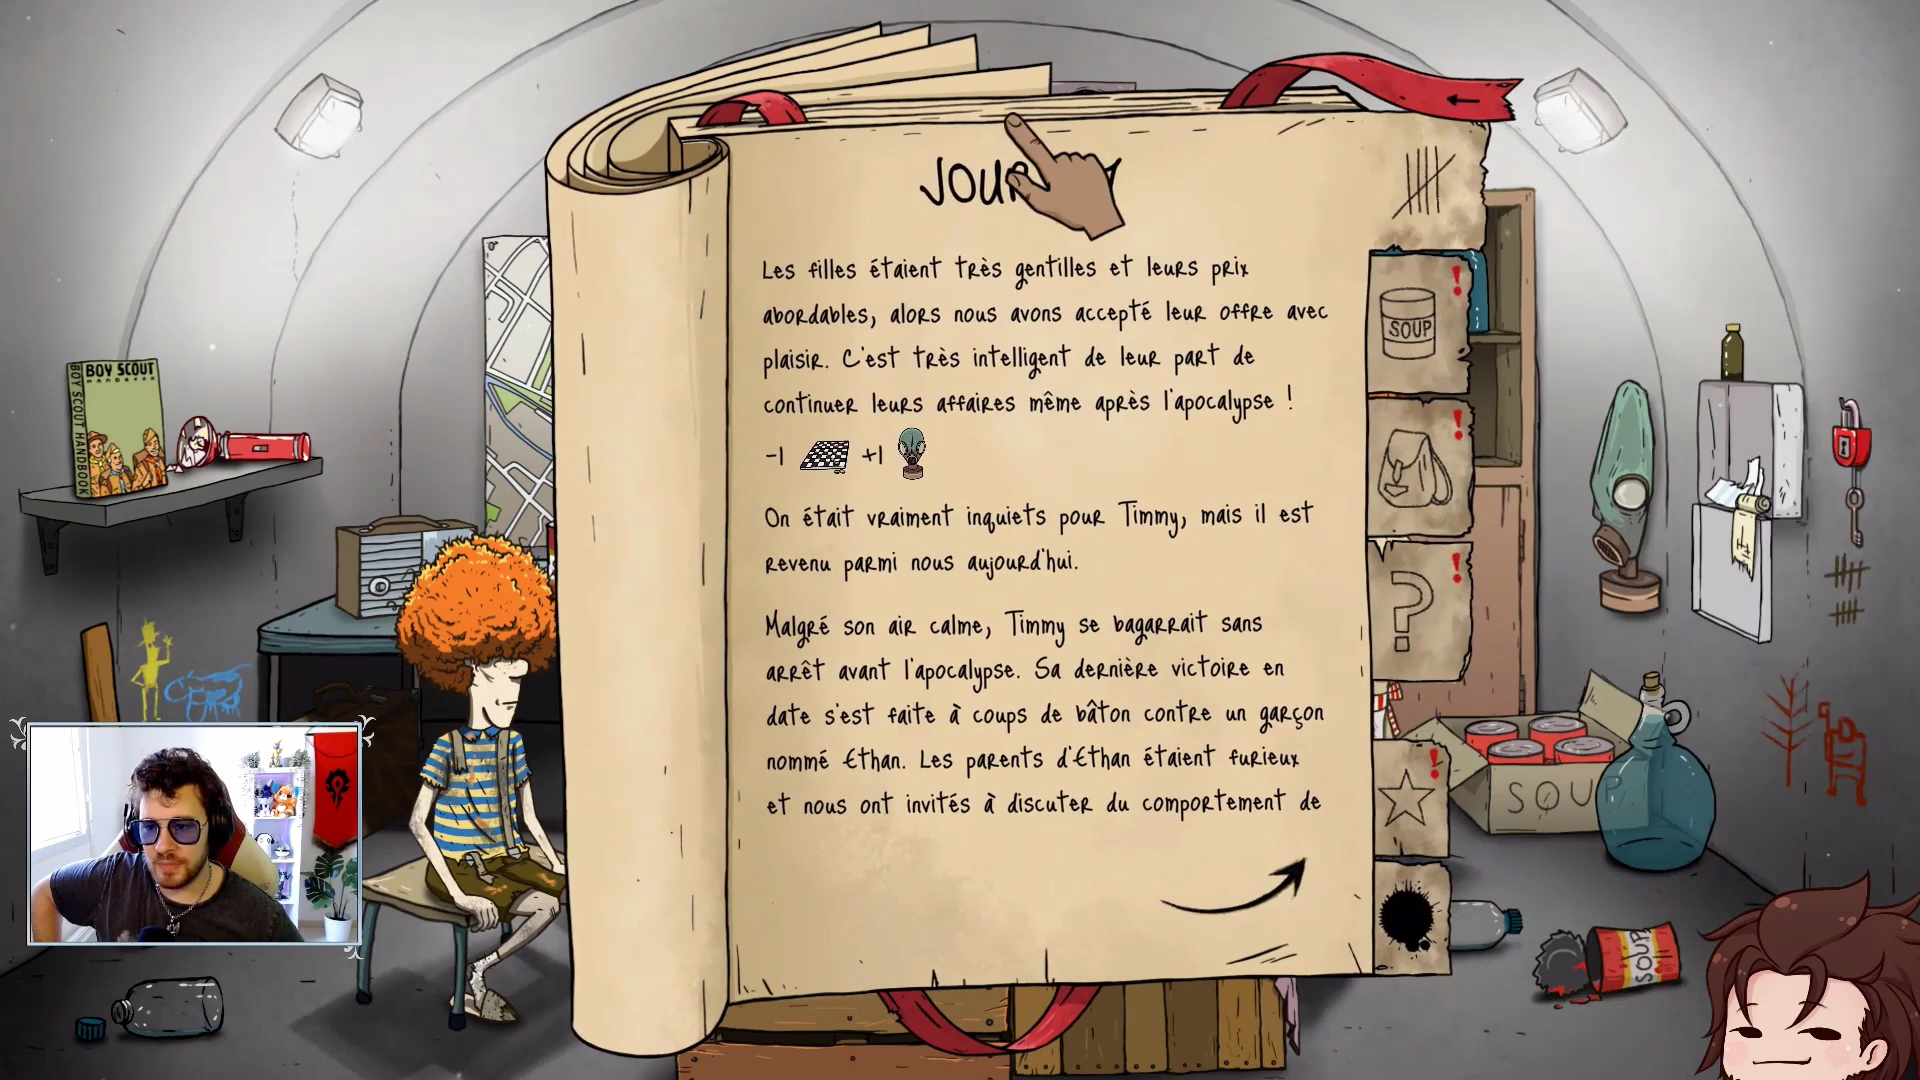 JOUR
Les filles étaient très gentilles et leurs prix
abordables, alors nous avons accepté leur offre avec
plaisir. C'est très intelligent de leur part de
continuer leurs affaires même après l'apocalypse !
-1 +1
On était vraiment inquiets pour Timmy, mais il est
revenu parmi nous aujourd'hui.
Malgré son air calme, Timmy se bagarrait sans
arrêt avant l'apocalypse. Sa dernière victoire en
date s'est faite à coups de bâton contre un garçon
nommé Ethan. Les parents d'Ethan étaient furieux
et nous ont invités à discuter du comportement de
!
SOUP
!
!
?
!
BOY SCOUT
HANDBOOK
BOY SCOUT HANDBOOK
SOUP
SOUP